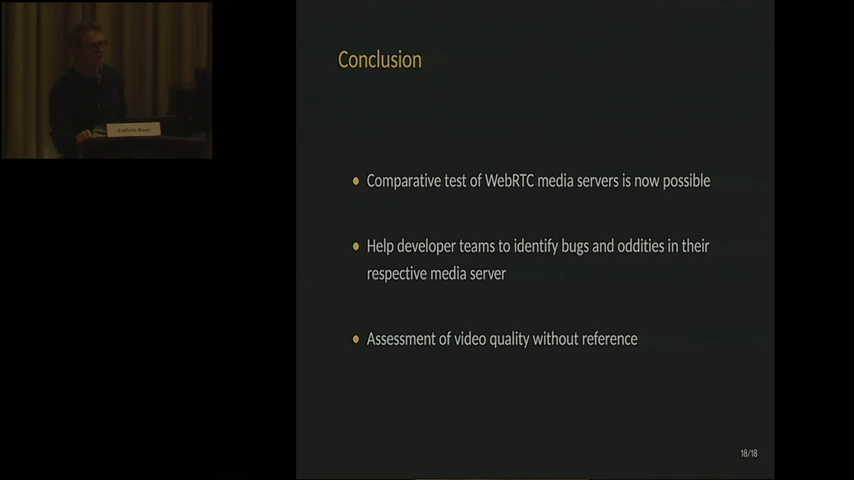 Conclusion
Comparative test of WebRTC media servers is now possible
Help developer teams to identify bugs and oddities in their
respective media server
Assessment of video quality without reference
18/18